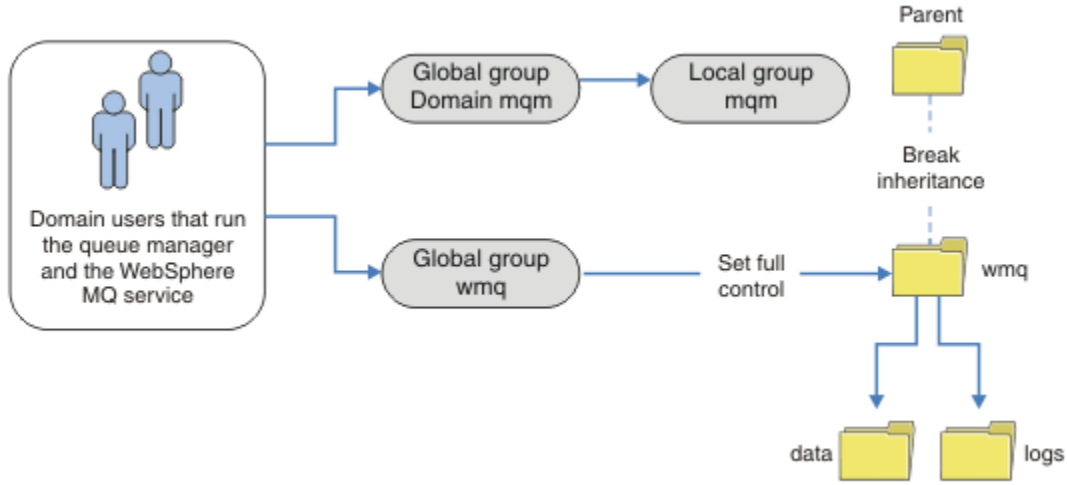 Parent
Global group
Domain mqm
Local group
mqm
Break
inheritance
Domain users that run
the queue manager
and the WebSphere
MQ service
Global group
wmq
Set full
control
wmq
data
logs